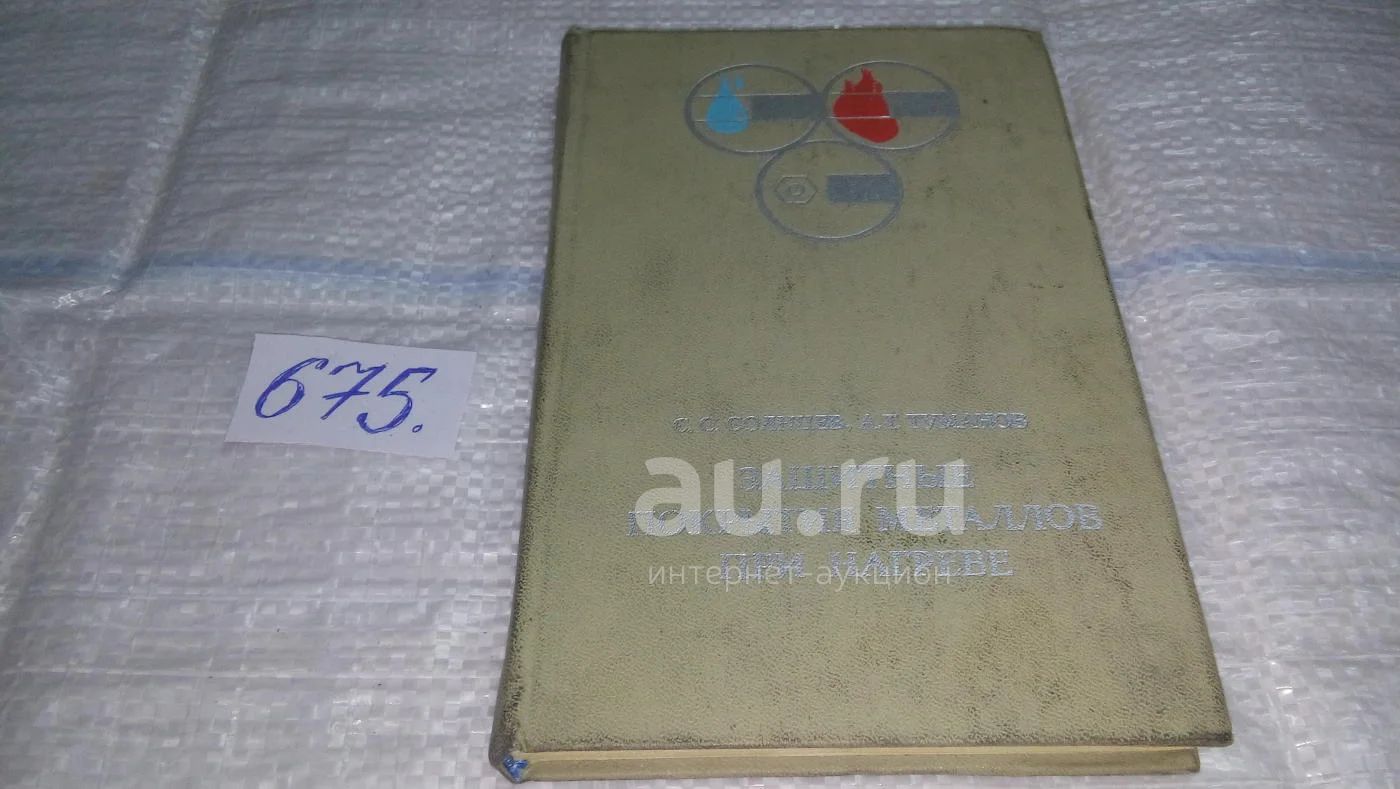 675.
С. С. СОЛНЦЕВ, А. Т. ТУМАНОВ
ЗАЩИТНЫЕ
ПОКРЫТИЯ МЕТАЛЛОВ
ПРИ НАГРЕВЕ
au.ru
интернет-аукцион